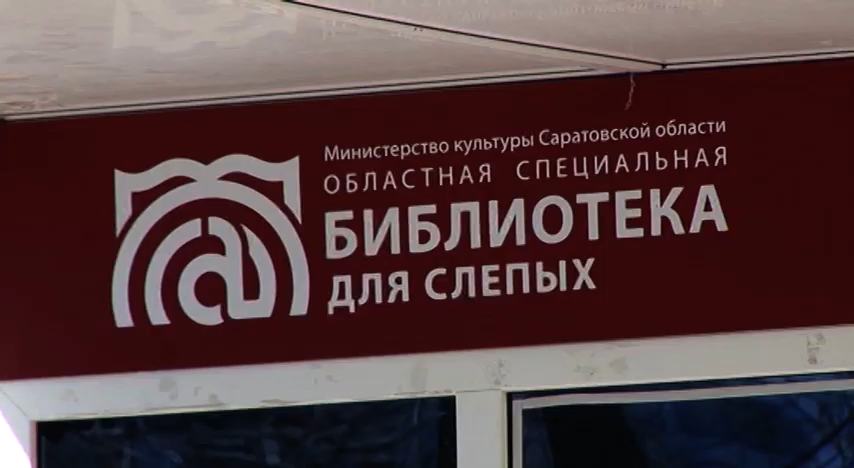 Министерство культуры Саратовской области
ОБЛАСТНАЯ СПЕЦИАЛЬНАЯ
БИБЛИОТЕКА
ДЛЯ СЛЕПЫХ